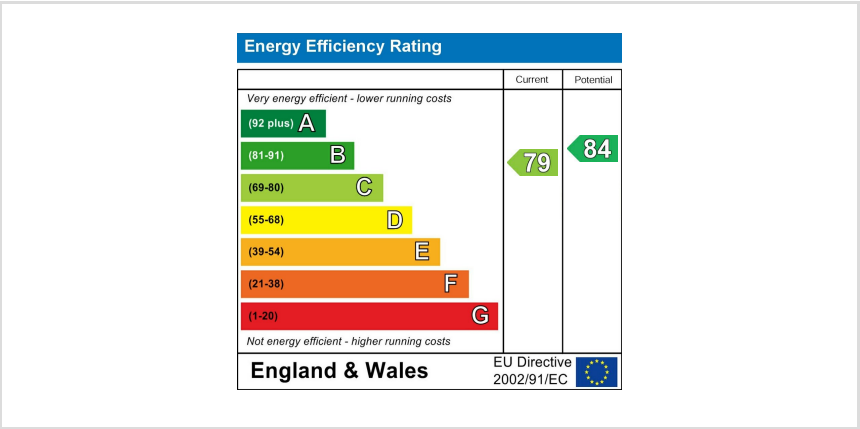 Energy Efficiency Rating
Current Potential
Very energy efficient - lower running costs
(92 plus) A
(81-91) B
(69-80) C
(55-68) D
(39-54) E
(21-38) F
(1-20) G
79
84
Not energy efficient - higher running costs
England & Wales
EU Directive
2002/91/EC